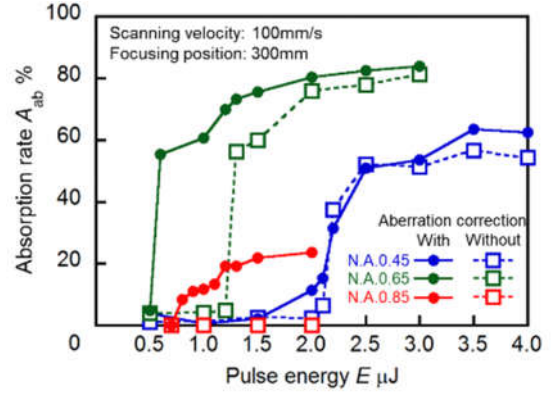 Scanning velocity: 100mm/s
Focusing position: 300mm
Absorption rate Aab %
100
80
60
40
20
0
Aberration correction
With Without
N.A.0.45
N.A.0.65
N.A.0.85
0.5 1.0 1.5 2.0 2.5 3.0 3.5 4.0
Pulse energy E μJ